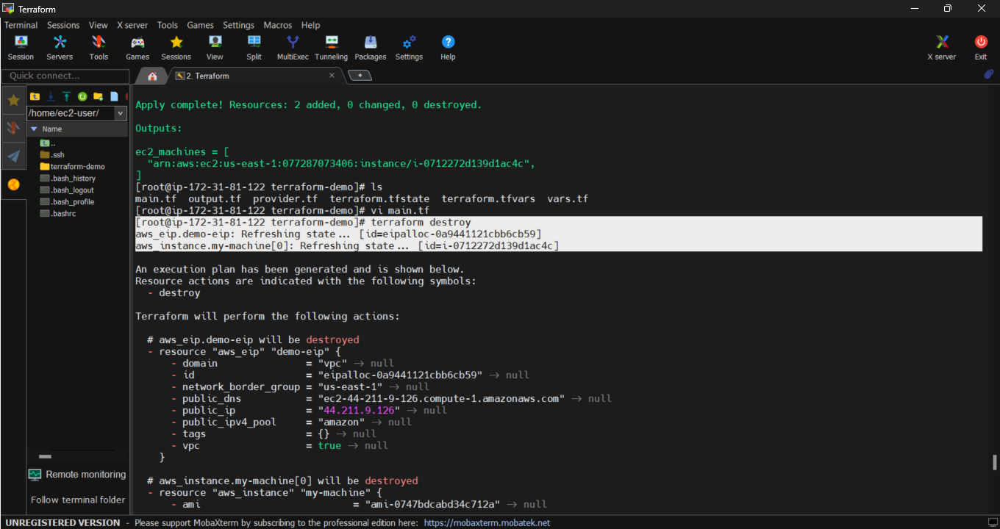 Terraform
Terminal Sessions View X server Tools Games Settings Macros Help
Session Servers Tools Games Sessions View Split MultiExec Tunneling Packages Settings Help X server Exit
Quick connect...
2. Terraform
/home/ec2-user/
Name
..
.ssh
terraform-demo
.bash_history
.bash_logout
.bash_profile
.bashrc
Remote monitoring
Follow terminal folder
Apply complete! Resources: 2 added, 0 changed, 0 destroyed.
Outputs:
ec2_machines = [
"arn:aws:ec2:us-east-1:077287073406:instance/i-0712272d139d1ac4c",
]
[root@ip-172-31-81-122 terraform-demo]# ls
main.tf output.tf provider.tf terraform.tfstate terraform.tfvars vars.tf
[root@ip-172-31-81-122 terraform-demo]# vi main.tf
[root@ip-172-31-81-122 terraform-demo]# terraform destroy
aws_eip.demo-eip: Refreshing state... [id=eipalloc-0a9441121cbb6cb59]
aws_instance.my-machine[0]: Refreshing state... [id=i-0712272d139d1ac4c]
An execution plan has been generated and is shown below.
Resource actions are indicated with the following symbols:
- destroy
Terraform will perform the following actions:
# aws_eip.demo-eip will be destroyed
- resource "aws_eip" "demo-eip" {
- domain = "vpc" → null
- id = "eipalloc-0a9441121cbb6cb59" → null
- network_border_group = "us-east-1" → null
- public_dns = "ec2-44-211-9-126.compute-1.amazonaws.com" → null
- public_ip = "44.211.9.126" → null
- public_ipv4_pool = "amazon" → null
- tags = {} → null
- vpc = true → null
}
# aws_instance.my-machine[0] will be destroyed
- resource "aws_instance" "my-machine" {
- ami = "ami-0747bdcabd34c712a" → null
UNREGISTERED VERSION - Please support MobaXterm by subscribing to the professional edition here: https://mobaxterm.mobatek.net